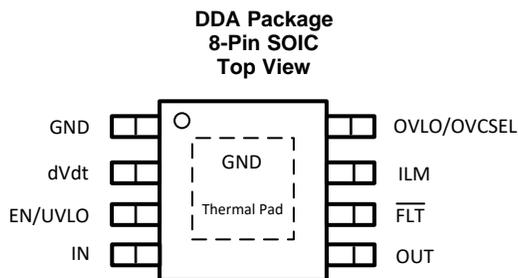 DDA Package
8-Pin SOIC
Top View
GND
OVLO/OVCSEL
dVdt
GND
ILM
EN/UVLO
Thermal Pad
FLT
IN
OUT